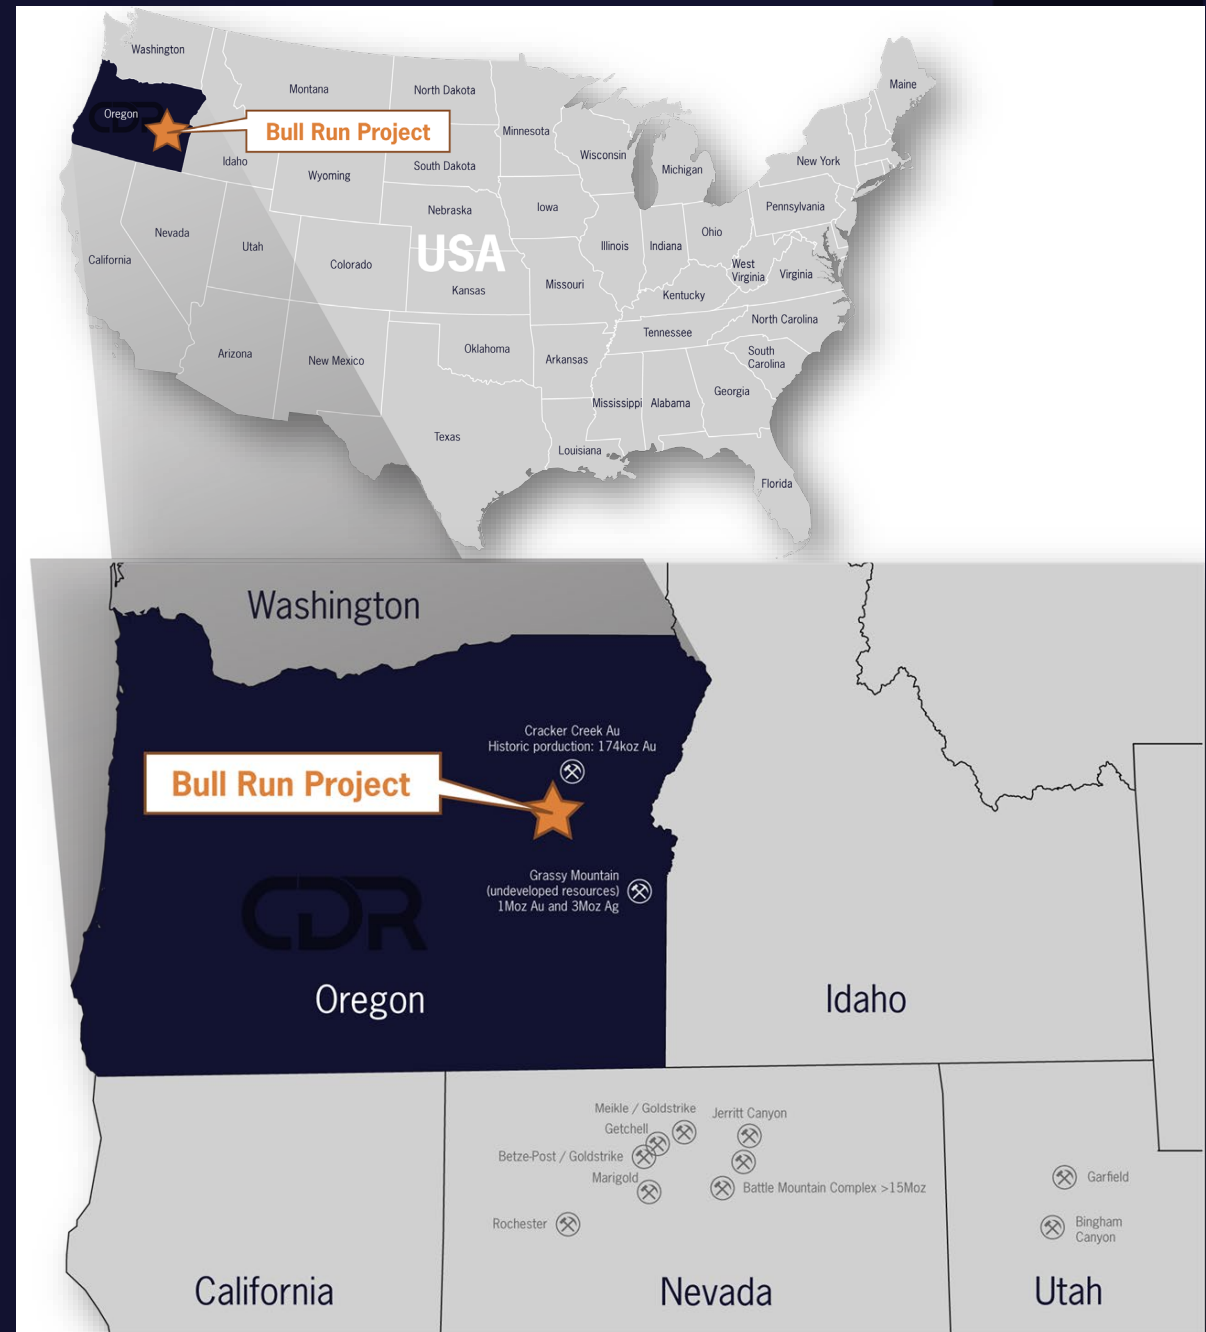 Washington
Montana
North Dakota
Maine
Oregon
CDR
Bull Run Project
Minnesota
Idaho
Wyoming
South Dakota
Wisconsin
Michigan
New York
Nebraska
Iowa
Pennsylvania
Nevada
Utah
Colorado
USA
Illinois
Indiana
Ohio
California
Kansas
Missouri
West
Virginia
Virginia
Kentucky
North Carolina
Tennessee
Arizona
New Mexico
Oklahoma
Arkansas
South
Carolina
Georgia
Mississippi
Alabama
Texas
Louisiana
Florida
Washington
Cracker Creek Au
Historic porduction: 174koz Au
Bull Run Project
Grassy Mountain
(undeveloped resources)
1Moz Au and 3Moz Ag
CDR
Oregon
Idaho
Meikle / Goldstrike
Jerritt Canyon
Getchell
Betze-Post / Goldstrike
Marigold
Battle Mountain Complex >15Moz
Garfield
Rochester
Bingham
Canyon
California
Nevada
Utah